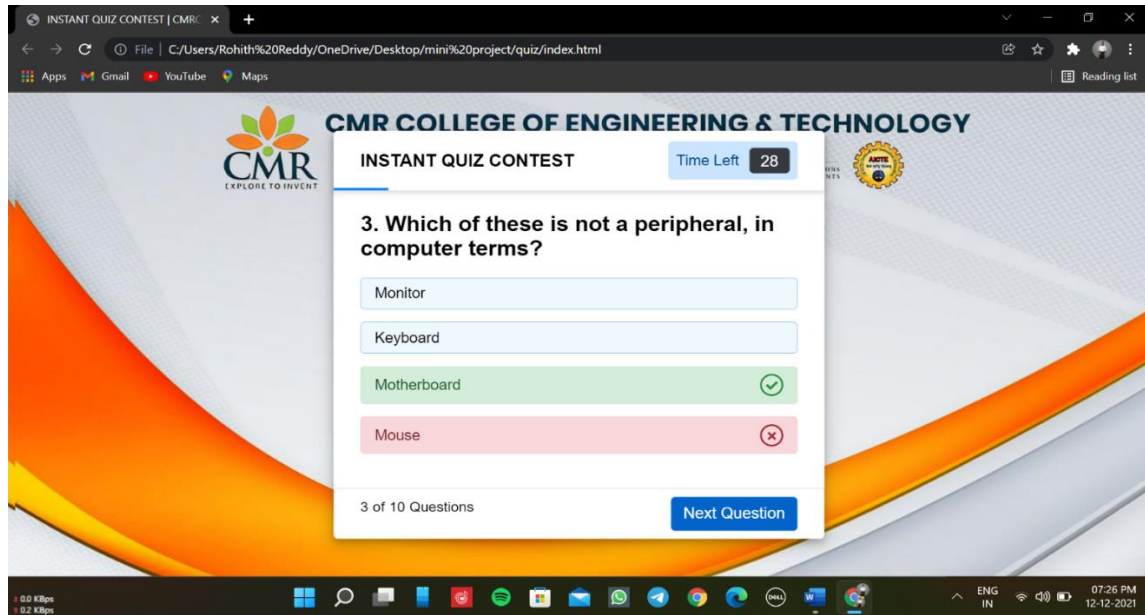 INSTANT QUIZ CONTEST | CMRC
File | C:/Users/Rohith%20Reddy/OneDrive/Desktop/mini%20project/quiz/index.html
Apps Gmail YouTube Maps Reading list
CMR COLLEGE OF ENGINEERING & TECHNOLOGY
CMR
EXPLORE TO INVENT
AICTE
INSTANT QUIZ CONTEST
Time Left 28
3. Which of these is not a peripheral, in
computer terms?
Monitor
Keyboard
Motherboard
Mouse
3 of 10 Questions
Next Question
0.0 KBps
0.2 KBps
DELL
W
ENG
IN
07:26 PM
12-12-2021